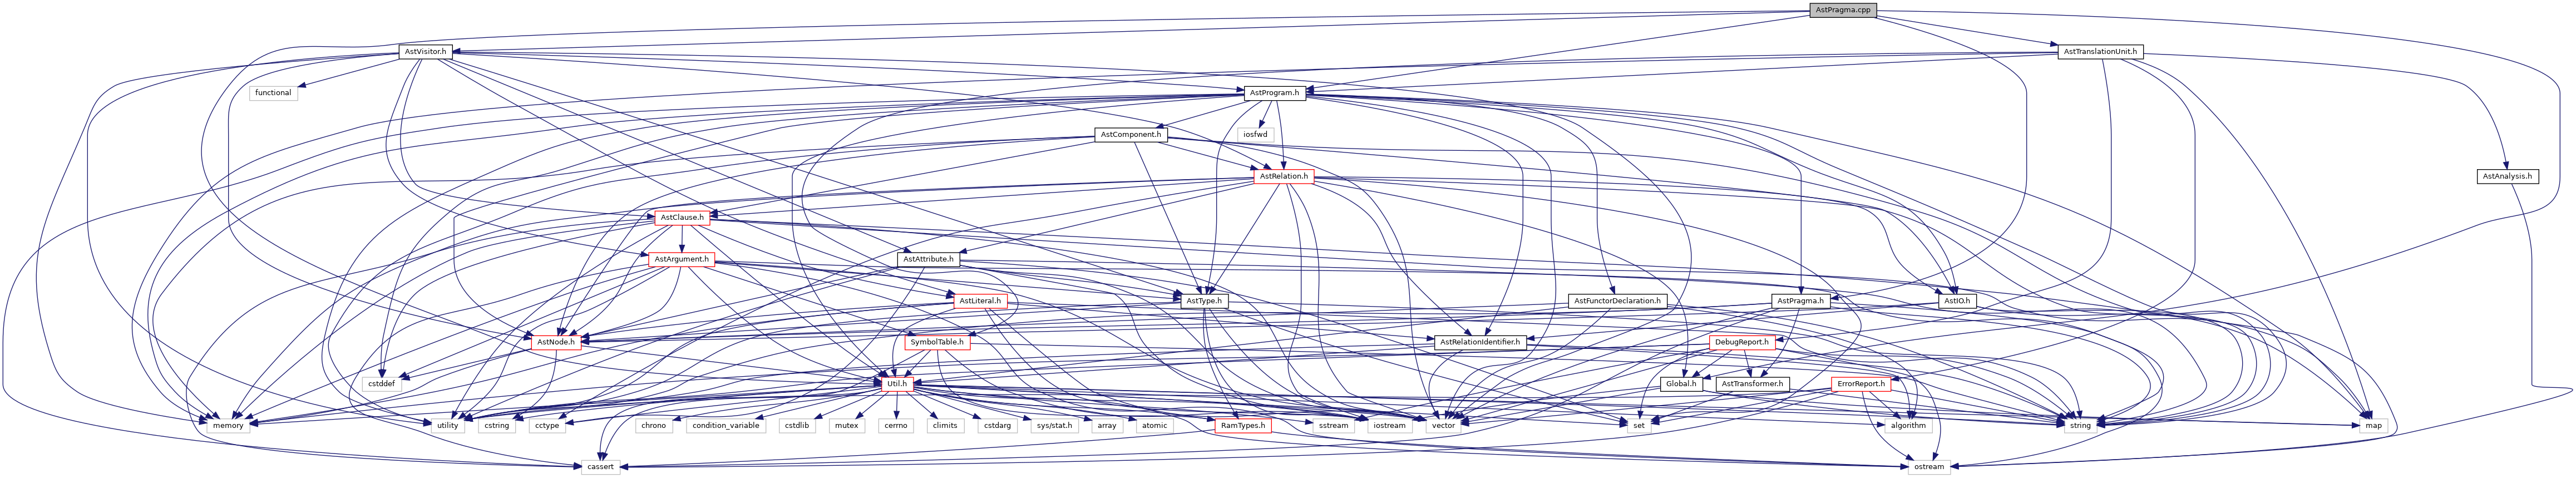 AstPragma.cpp
AstVisitor.h
AstTranslationUnit.h
functional
AstProgram.h
AstComponent.h
iosfwd
AstRelation.h
AstAnalysis.h
AstClause.h
AstArgument.h
AstAttribute.h
AstLiteral.h
AstType.h
AstFunctorDeclaration.h
AstPragma.h
AstIO.h
AstNode.h
SymbolTable.h
AstRelationIdentifier.h
DebugReport.h
cstddef
Util.h
Global.h
AstTransformer.h
ErrorReport.h
memory
utility
cstring
cctype
chrono
condition_variable
cstdlib
mutex
cerrno
climits
cstdarg
sys/stat.h
array
atomic
RamTypes.h
sstream
iostream
vector
set
algorithm
string
map
cassert
ostream